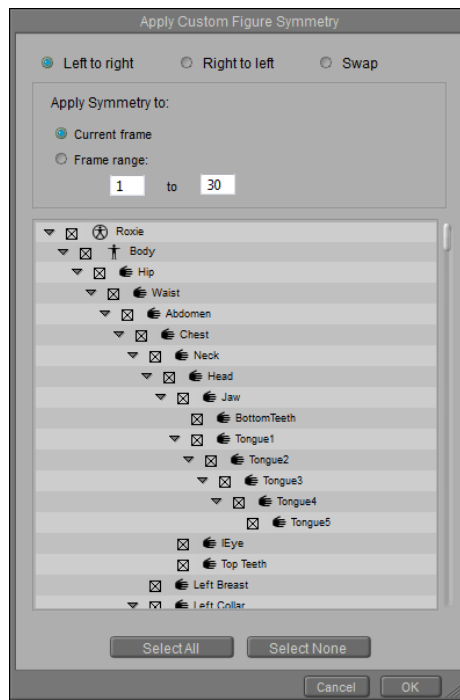 Apply Custom Figure Symmetry
Left to right Right to left Swap
Apply Symmetry to:
Current frame
Frame range:
1 to 30
Roxie
Body
Hip
Waist
Abdomen
Chest
Neck
Head
Jaw
BottomTeeth
Tongue1
Tongue2
Tongue3
Tongue4
Tongue5
lEye
Top Teeth
Left Breast
Left Collar
Select All Select None
Cancel OK